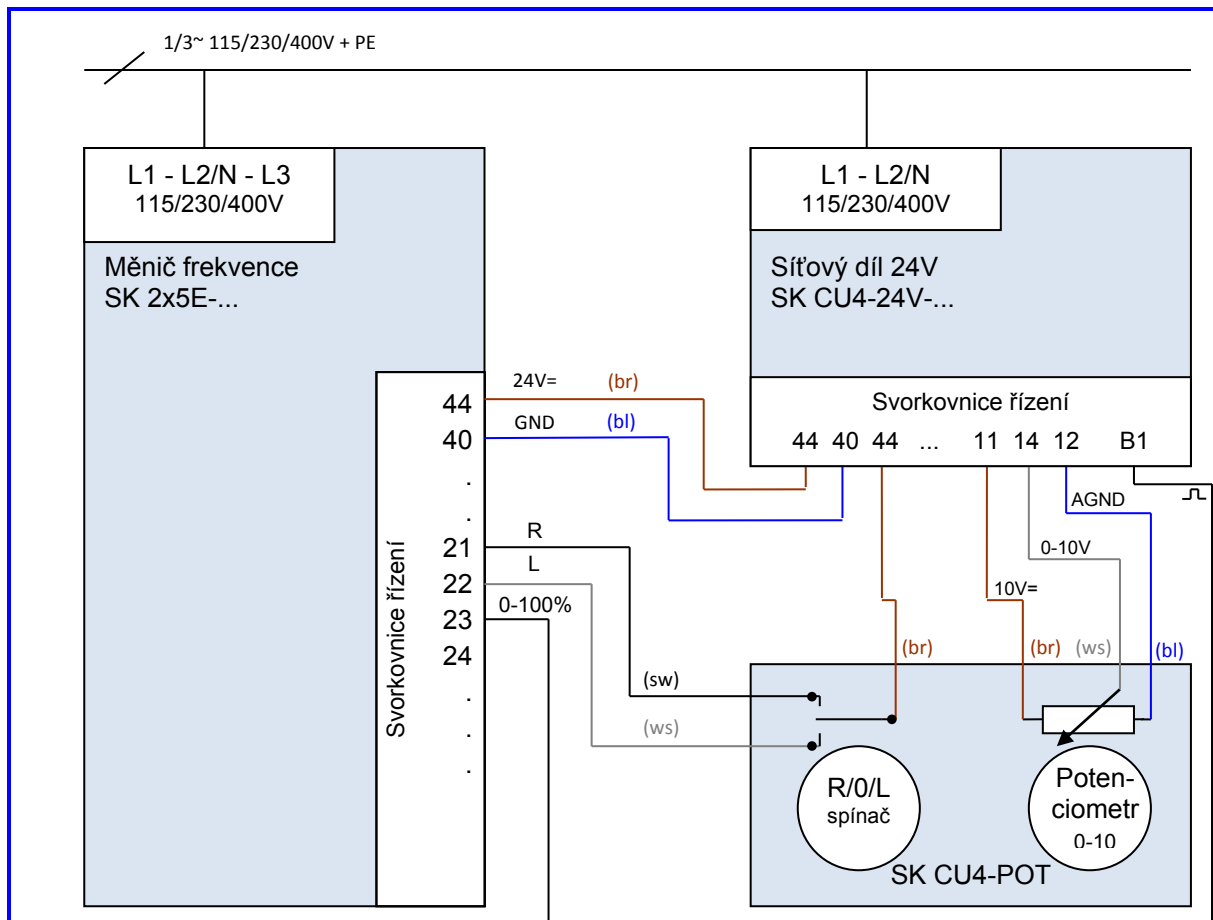 1/3~ 115/230/400V + PE
L1 - L2/N - L3
115/230/400V
Měnič frekvence
SK 2x5E-...
Svorkovnice řízení
44
40
.
.
21
22
23
24
.
.
.
24V=
(br)
GND
(bl)
R
L
0-100%
(sw)
(ws)
L1 - L2/N
115/230/400V
Síťový díl 24V
SK CU4-24V-...
Svorkovnice řízení
44 40 44 ... 11 14 12 B1
AGND
0-10V
10V=
(br)
(br)
(ws)
(bl)
R/0/L
spínač
Poten-
ciometr
0-10
SK CU4-POT